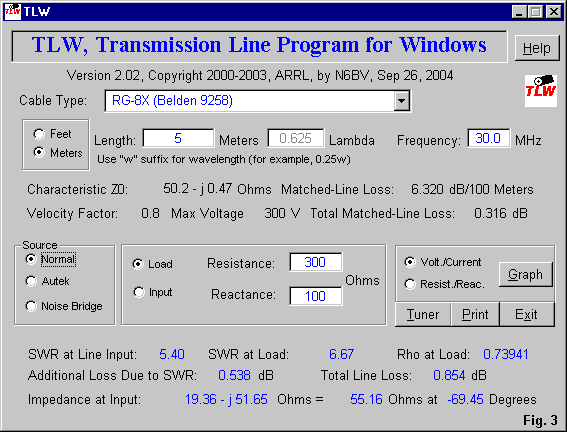 TLW
TLW, Transmission Line Program for Windows
Help
Version 2.02, Copyright 2000-2003, ARRL, by N6BV, Sep 26, 2004
TLW
Cable Type: RG-8X (Belden 9258)
Feet
Meters
Length: 5 Meters 0.625 Lambda Frequency: 30.0 MHz
Use "w" suffix for wavelength (for example, 0.25w)
Characteristic Z0: 50.2 - j 0.47 Ohms Matched-Line Loss: 6.320 dB/100 Meters
Velocity Factor: 0.8 Max Voltage 300 V Total Matched-Line Loss: 0.316 dB
Source
Normal
Autek
Noise Bridge
Load
Input
Resistance: 300
Reactance: 100
Ohms
Volt./Current
Resist./Reac.
Graph
Tuner Print Exit
SWR at Line Input: 5.40 SWR at Load: 6.67 Rho at Load: 0.73941
Additional Loss Due to SWR: 0.538 dB Total Line Loss: 0.854 dB
Impedance at Input: 19.36 - j 51.65 Ohms = 55.16 Ohms at -69.45 Degrees
Fig. 3